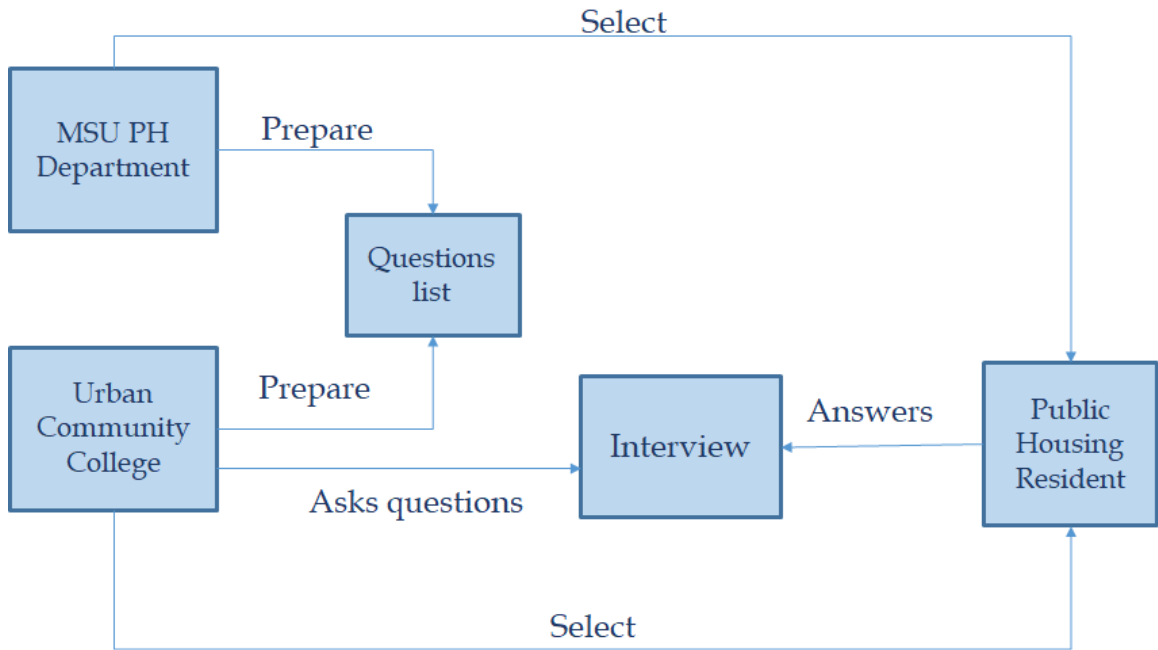 Select
MSU PH
Department
Prepare
Questions
list
Urban
Community
College
Prepare
Asks questions
Interview
Answers
Public
Housing
Resident
Select